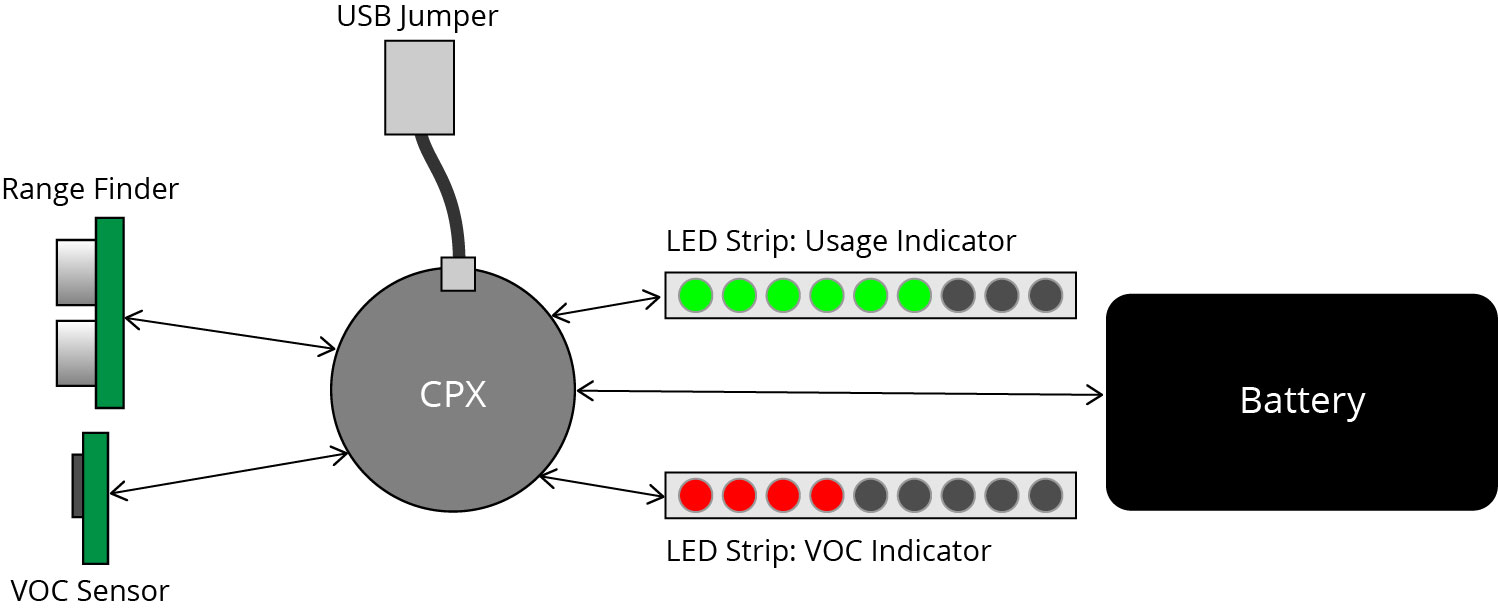 USB Jumper
Range Finder
LED Strip: Usage Indicator
CPX
Battery
LED Strip: VOC Indicator
VOC Sensor